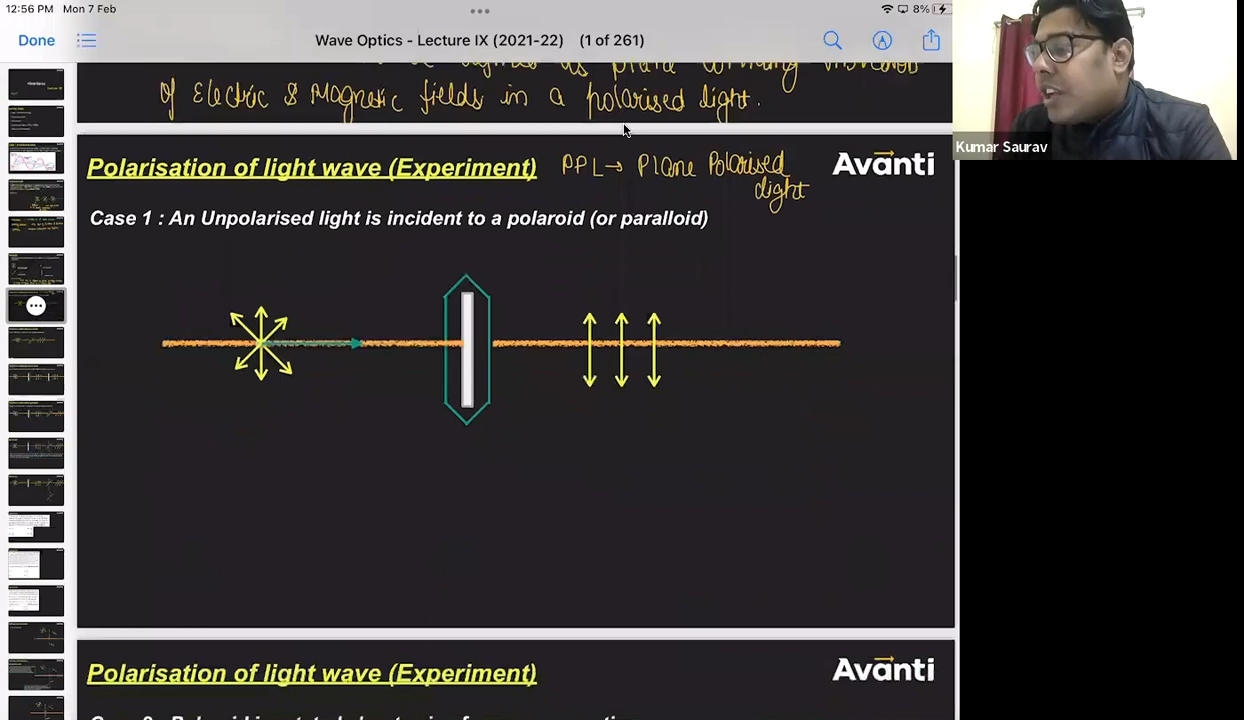 12:56 PM Mon 7 Feb
8%
Done
Wave Optics - Lecture IX (2021-22) (1 of 261)
plane
of Electric & Magnetic fields in a polarised light.
Polarisation of light wave (Experiment)
PPL → Plane Polarised
light
Avanti
Case 1 : An Unpolarised light is incident to a polaroid (or paralloid)
Kumar Saurav
Polarisation of light wave (Experiment)
Avanti